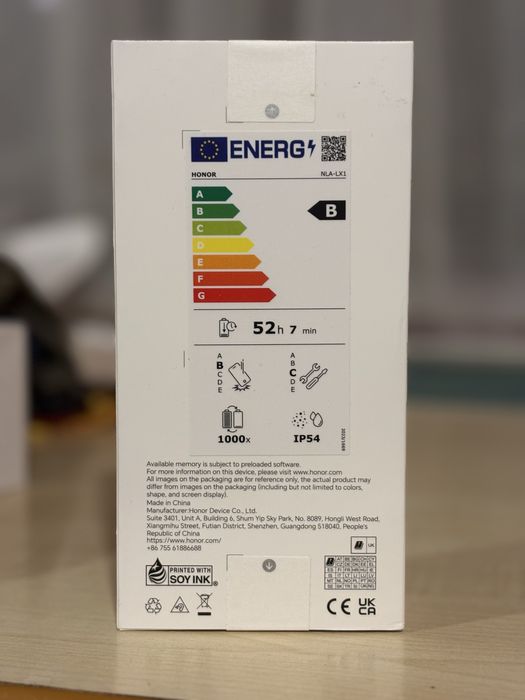 ENERG
HONOR NLA-LX1
A
B B
C
D
E
F
G
52h 7 min
A
B
C
D
E
A
B
C
D
E
1000x IP54
2023/1669
Available memory is subject to preloaded software.
For more information on this device, please visit www.honor.com
All images on the packaging are for reference only, the actual product may
differ from images on the packaging (including but not limited to colors,
shape, and screen display).
Made in China
Manufacturer:Honor Device Co., Ltd.
Suite 3401, Unit A, Building 6, Shum Yip Sky Park, No. 8089, Hongli West Road,
Xiangmihu Street, Futian District, Shenzhen, Guangdong 518040, People's
Republic of China
https://www.honor.com/
+86 755 61886688
PRINTED WITH
SOY INK
UK
CE UK
CA